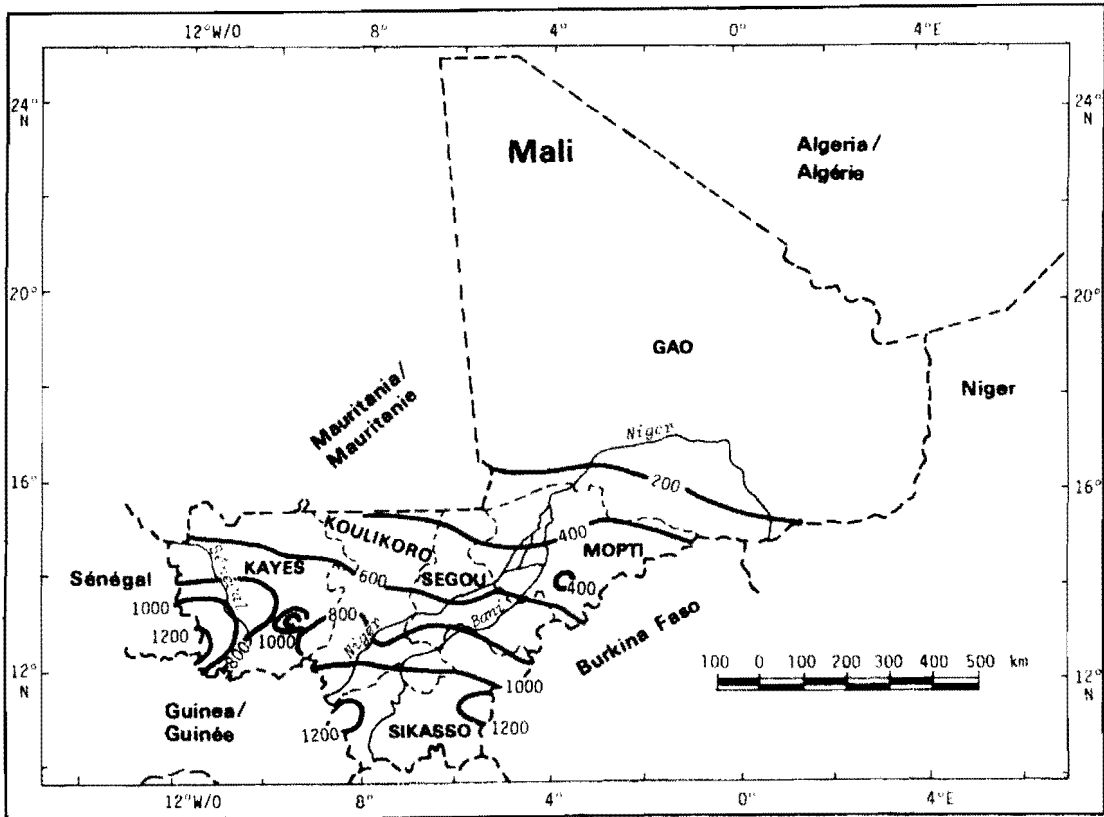 12°W/O 8° 4° 0° 4°E
24°
N
24°
N
Mali
Algeria/
Algérie
20°
20°
GAO
Niger
Mauritania/
Mauritanie
Niger
16°
16°
200
KOULIKORO
400
MOPTI
Sénégal
Sénégal
KAYES
600
SEGOU
400
1000
800
Bani
1200
800
1000
Niger
Burkina Faso
12°
N
12°
N
100 0 100 200 300 400 500 km
1000
Guinea/
Guinée
1200
SIKASSO
1200
12°W/O 8° 4° 0° 4°E